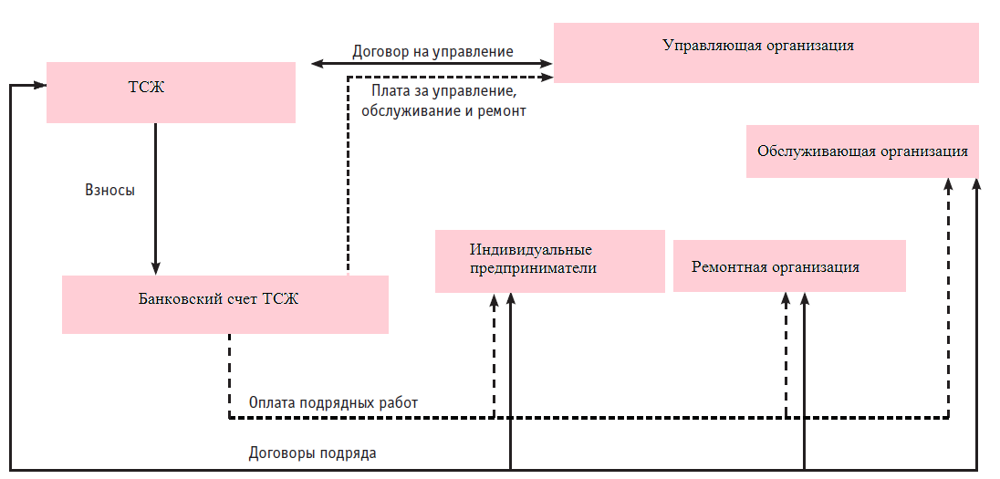 Договор на управление
Управляющая организация
ТСЖ
Плата за управление,
обслуживание и ремонт
Обслуживающая организация
Взносы
Индивидуальные
предприниматели
Ремонтная организация
Банковский счет ТСЖ
Оплата подрядных работ
Договоры подряда